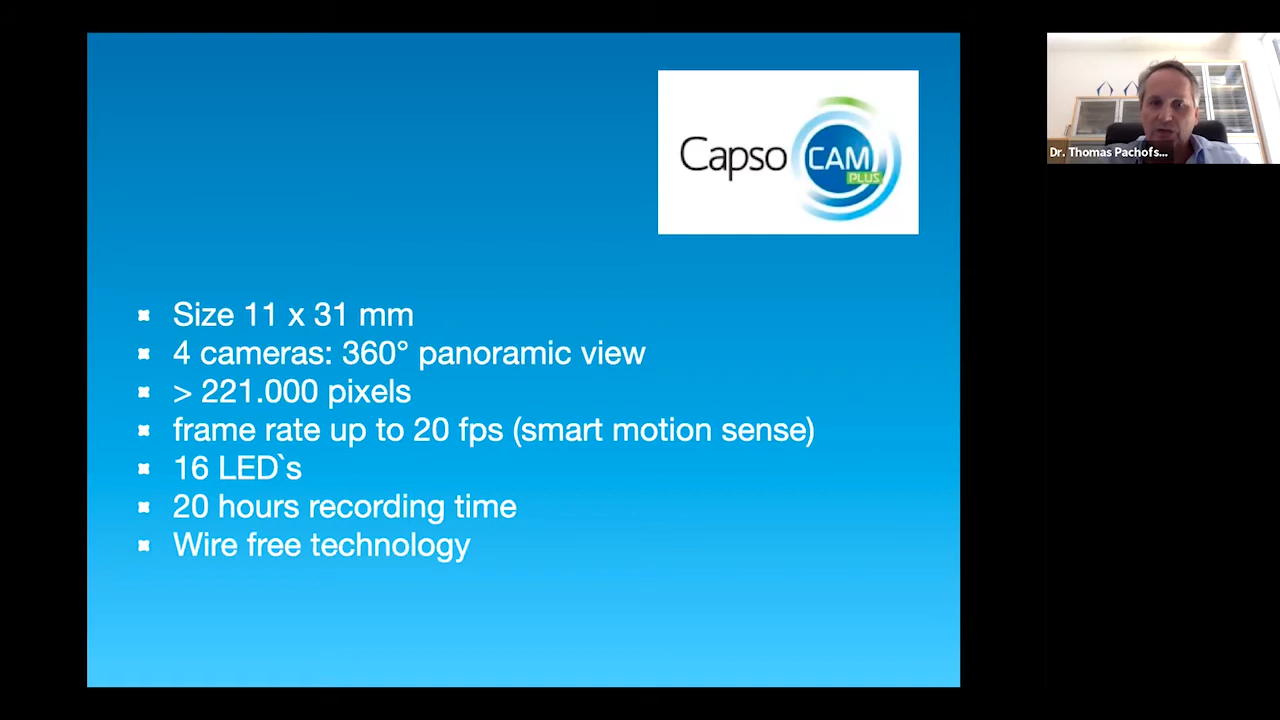 Capso CAM
PLUS
Size 11 x 31 mm
4 cameras: 360° panoramic view
> 221.000 pixels
frame rate up to 20 fps (smart motion sense)
16 LED`s
20 hours recording time
Wire free technology
Dr. Thomas Pachofs...